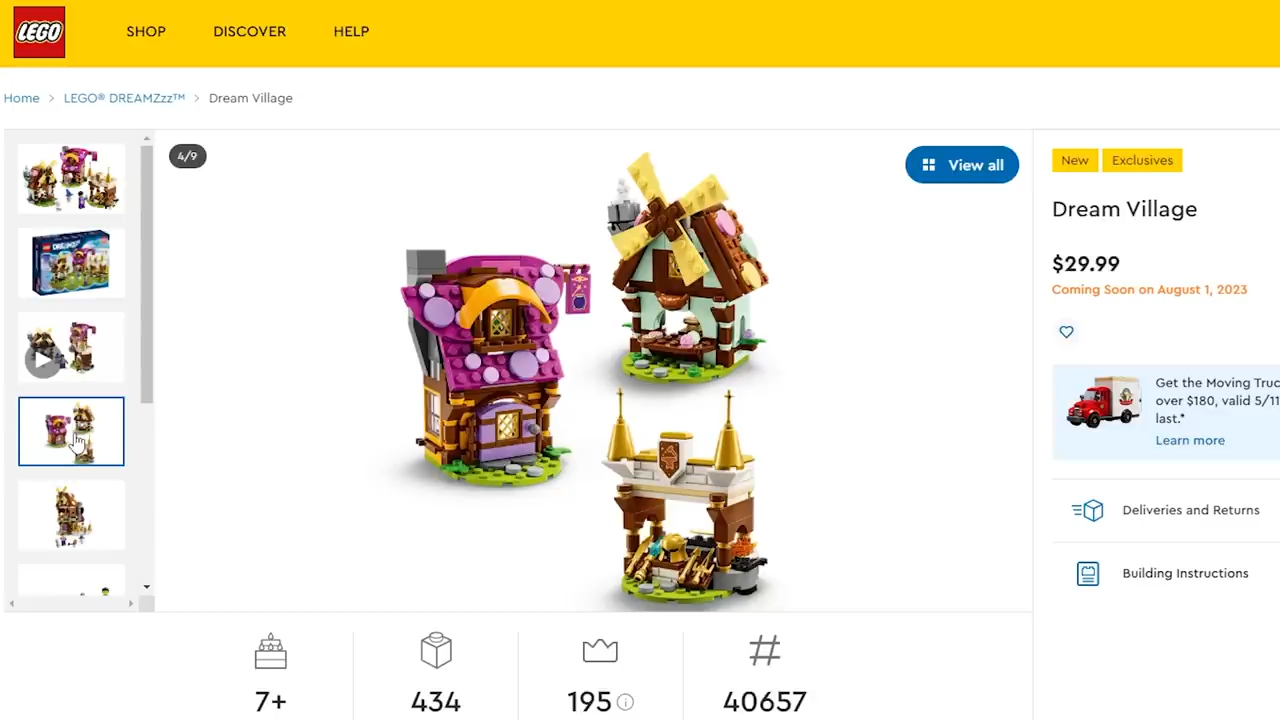 LEGO
SHOP
DISCOVER
HELP
Home > LEGO® DREAMZzz™ > Dream Village
4/9
View all
New
Exclusives
Dream Village
$29.99
Coming Soon on August 1, 2023
Get the Moving Truc
over $180, valid 5/11
last.*
Learn more
Deliveries and Returns
Building Instructions
7+
434
195
40657